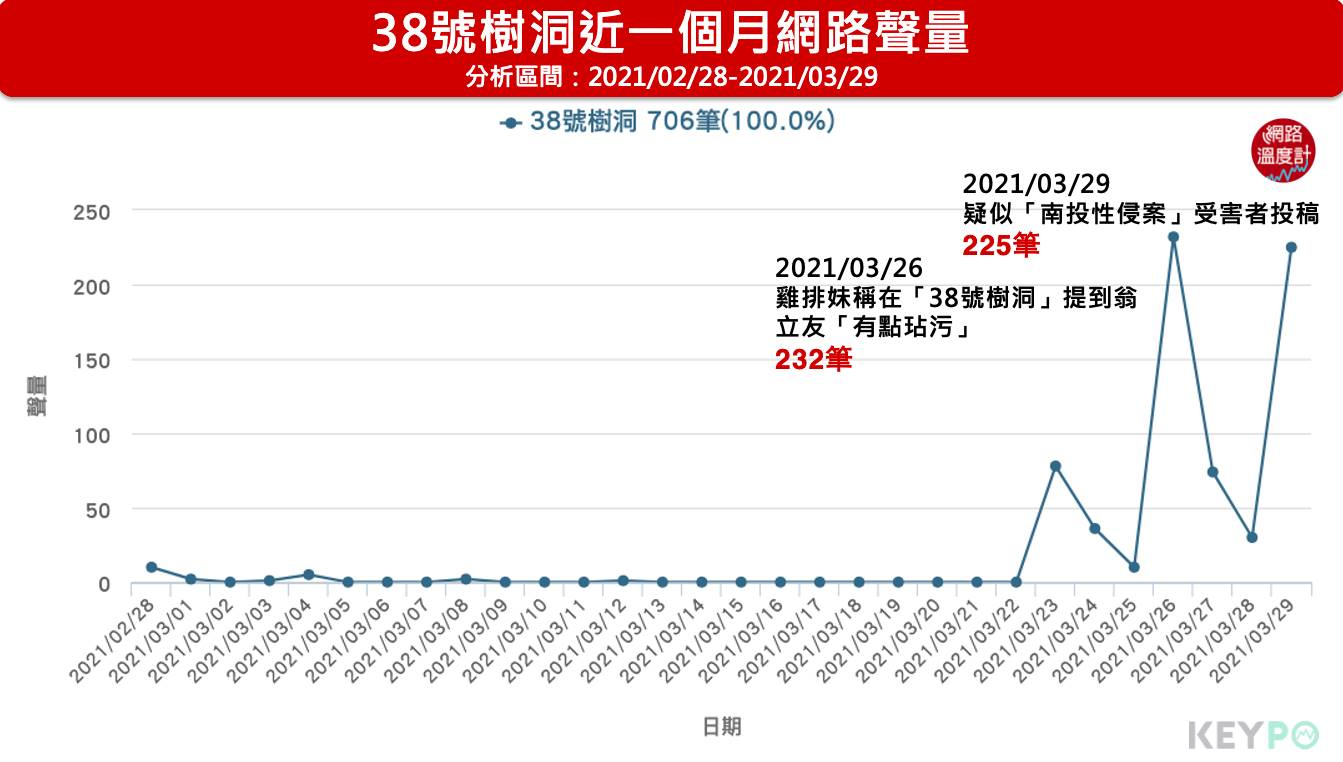 38號樹洞近一個月網路聲量
分析區間：2021/02/28-2021/03/29
38號樹洞 706筆(100.0%)
網路
溫度計
2021/03/29
疑似「南投性侵案」受害者投稿
225筆
2021/03/26
雞排妹稱在「38號樹洞」提到翁
立友「有點玷污」
232筆
聲量
250
200
150
100
50
0
2021/02/28
2021/03/01
2021/03/02
2021/03/03
2021/03/04
2021/03/05
2021/03/06
2021/03/07
2021/03/08
2021/03/09
2021/03/10
2021/03/11
2021/03/12
2021/03/13
2021/03/14
2021/03/15
2021/03/16
2021/03/17
2021/03/18
2021/03/19
2021/03/20
2021/03/21
2021/03/22
2021/03/23
2021/03/24
2021/03/25
2021/03/26
2021/03/27
2021/03/28
2021/03/29
日期
KEYPO